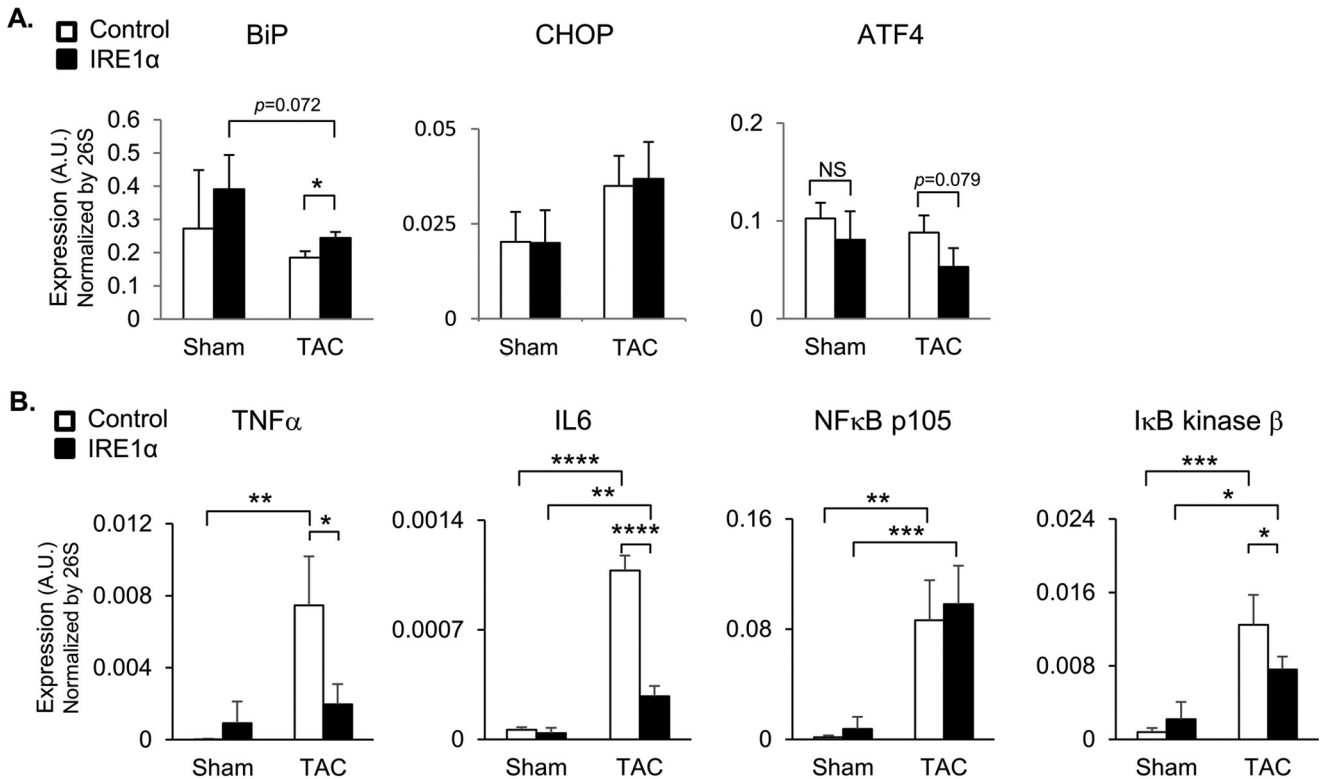 A.
Control
IRE1α
BiP
CHOP
ATF4
Expression (A.U.)
Normalized by 26S
0.6
0.5
0.4
0.3
0.2
0.1
0
p=0.072
*
Sham
TAC
0.05
0.025
0
Sham
TAC
0.2
0.1
0
NS
p=0.079
Sham
TAC
B.
Control
IRE1α
TNFα
IL6
NFκB p105
IκB kinase β
Expression (A.U.)
Normalized by 26S
0.012
0.008
0.004
0
**
*
Sham
TAC
0.0014
0.0007
0
****
**
****
Sham
TAC
0.16
0.08
0
**
***
Sham
TAC
0.024
0.016
0.008
0
***
*
*
Sham
TAC